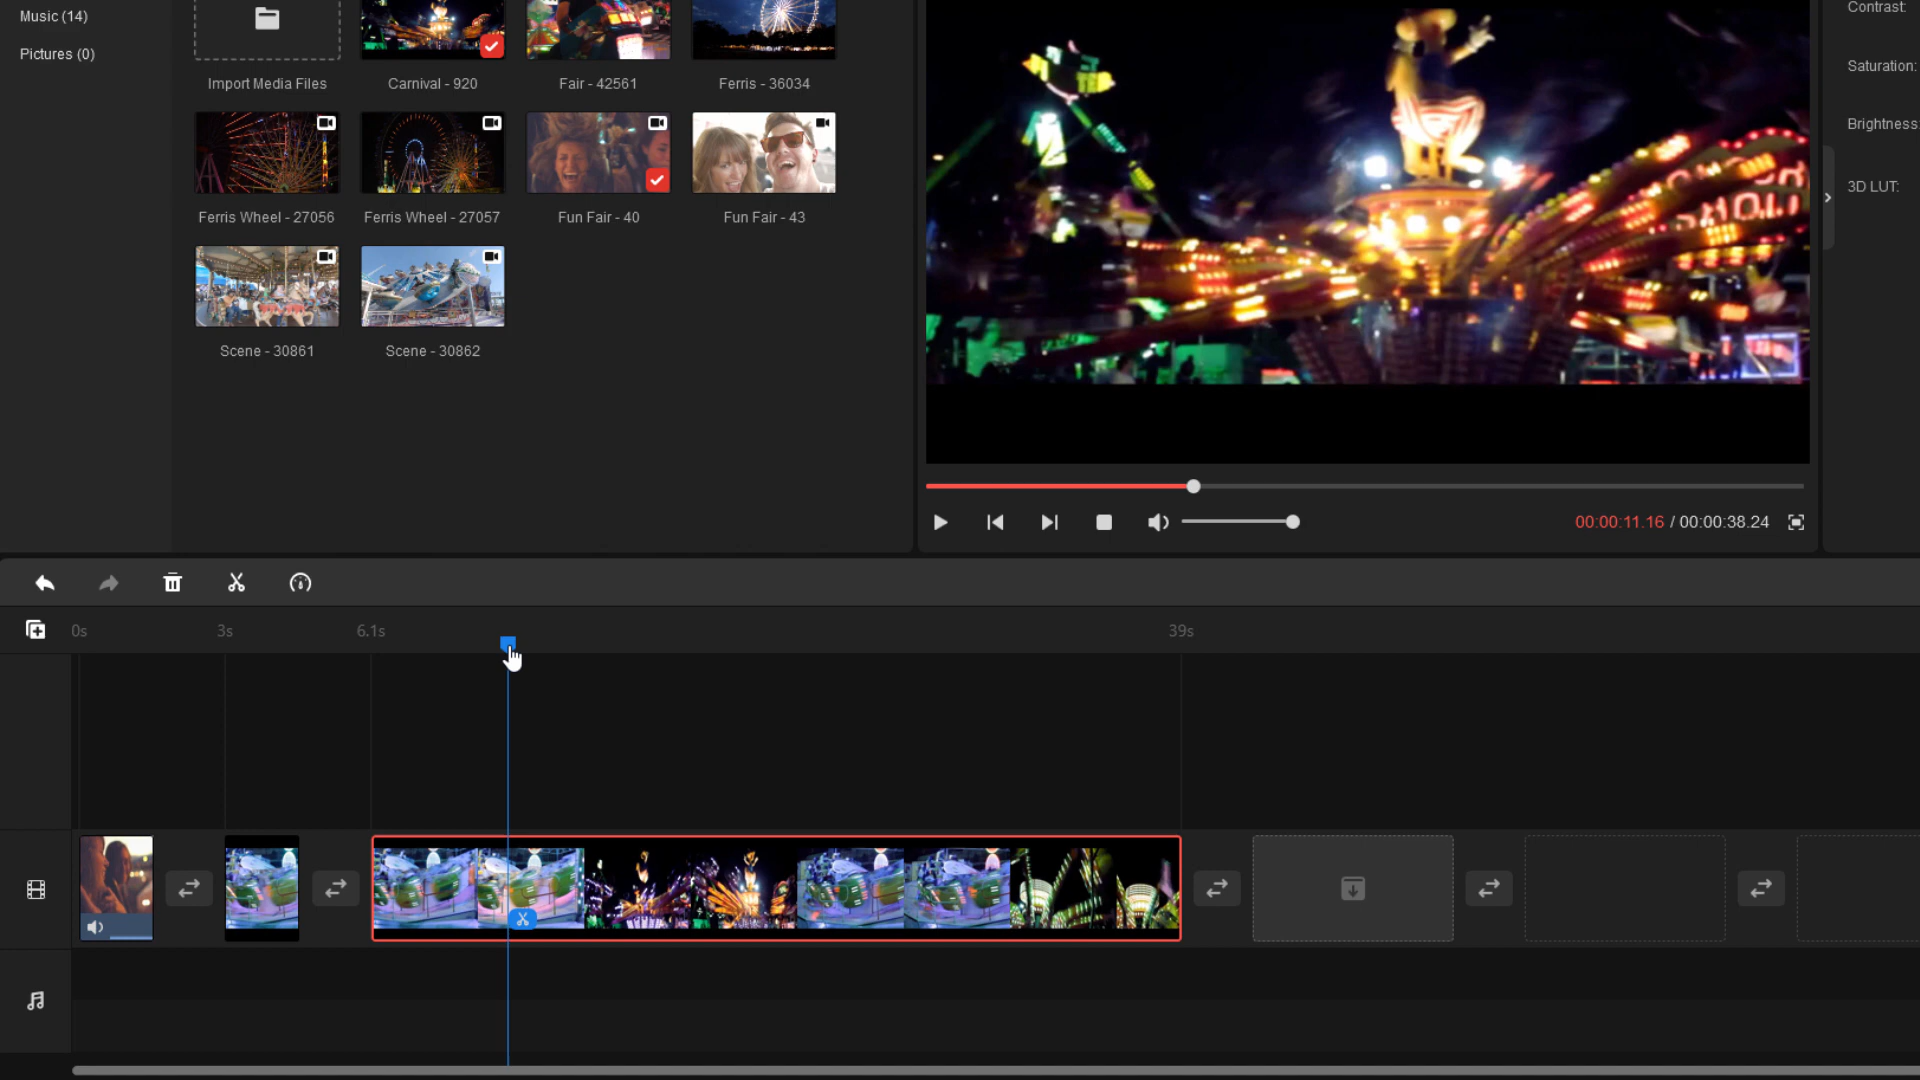 Music (14)
Pictures (0)
Import Media Files
Carnival - 920
Fair - 42561
Ferris - 36034
Ferris Wheel - 27056
Ferris Wheel - 27057
Fun Fair - 40
Fun Fair - 43
Scene - 30861
Scene - 30862
Contrast:
Saturation:
Brightness:
3D LUT:
00:00:11.16 / 00:00:38.24
0s
3s
6.1s
39s